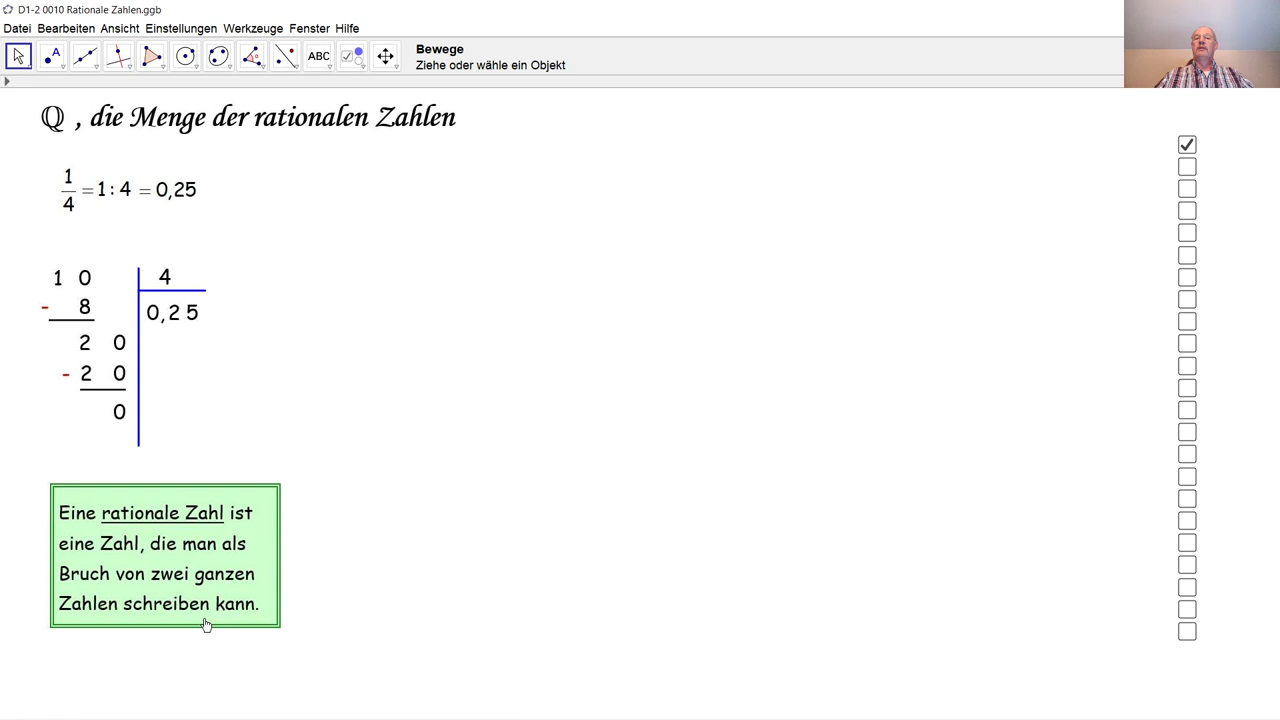 D1-2 0010 Rationale Zahlen.ggb
Datei Bearbeiten Ansicht Einstellungen Werkzeuge Fenster Hilfe
A
ABC
Bewege
Ziehe oder wähle ein Objekt
ℚ , die Menge der rationalen Zahlen
1/4 = 1 : 4 = 0,25
1 0 4
- 8 0,2 5
2 0
- 2 0
0
Eine rationale Zahl ist
eine Zahl, die man als
Bruch von zwei ganzen
Zahlen schreiben kann.